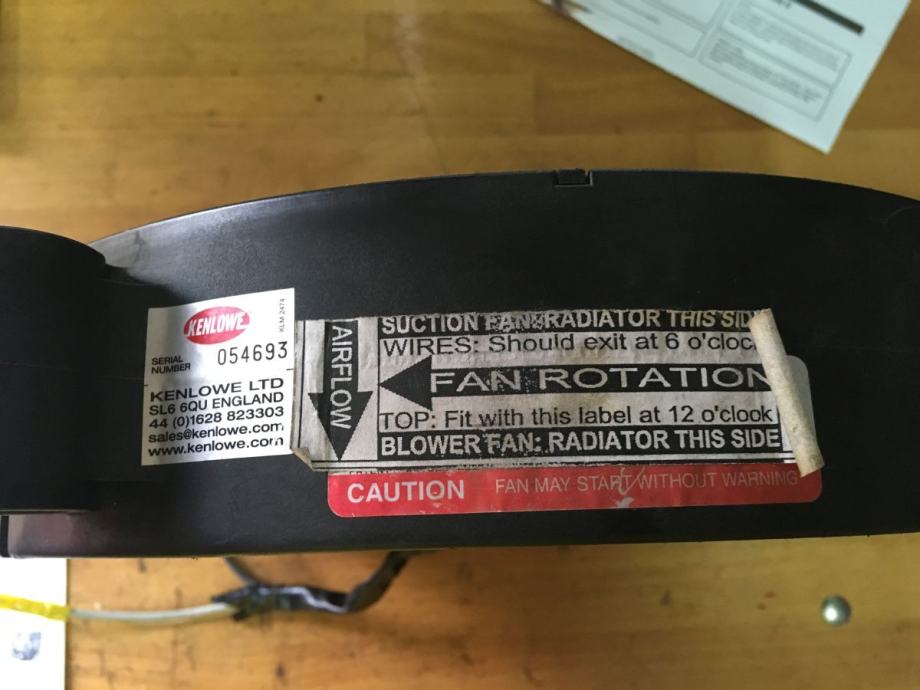 KENLOWE
KLM 2474
SERIAL
NUMBER 054693
KENLOWE LTD
SL6 6QU ENGLAND
44 (0)1628 823303
sales@kenlowe.com
www.kenlowe.com
AIRFLOW
SUCTION FAN: RADIATOR THIS SIDE
WIRES: Should exit at 6 o'cloc
FAN ROTATION
TOP: Fit with this label at 12 o'clock
BLOWER FAN: RADIATOR THIS SIDE
CAUTION FAN MAY START WITHOUT WARNING